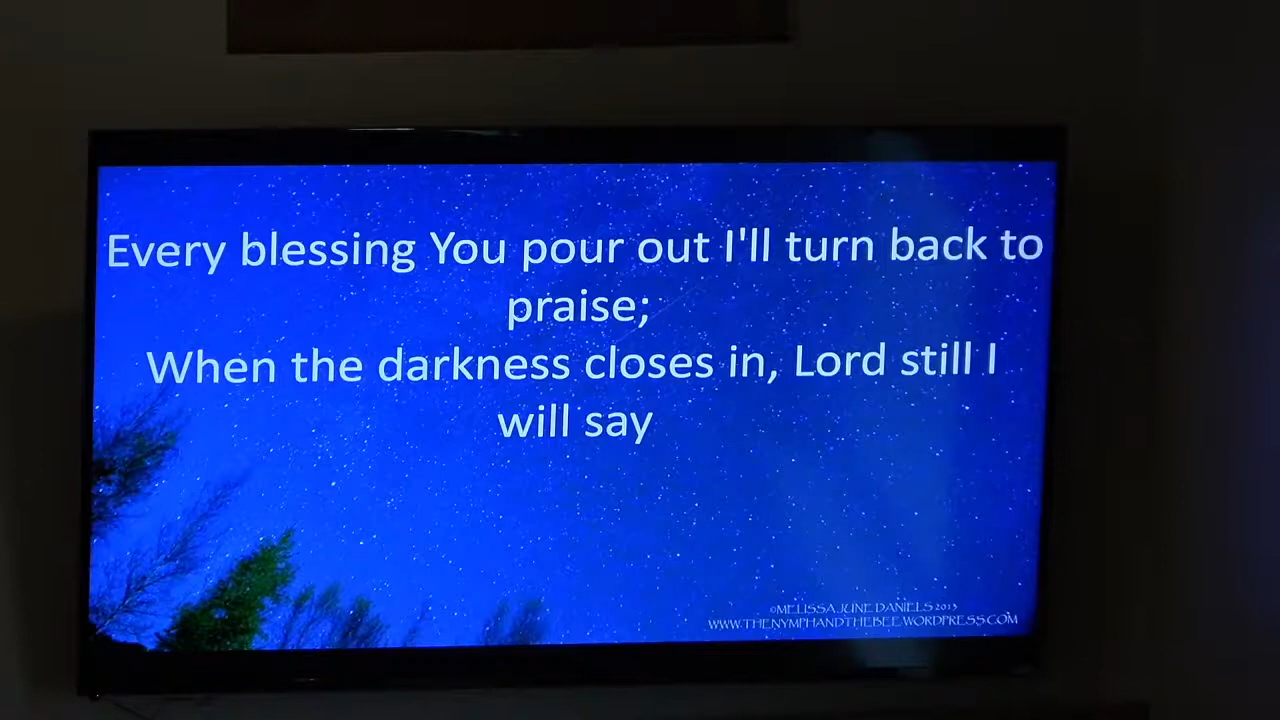 Every blessing You pour out I'll turn back to
praise;
When the darkness closes in, Lord still I
will say
©MELISSA JUNE DANIELS 2013
WWW.THENYMPHANDTHEBEE.WORDPRESS.COM